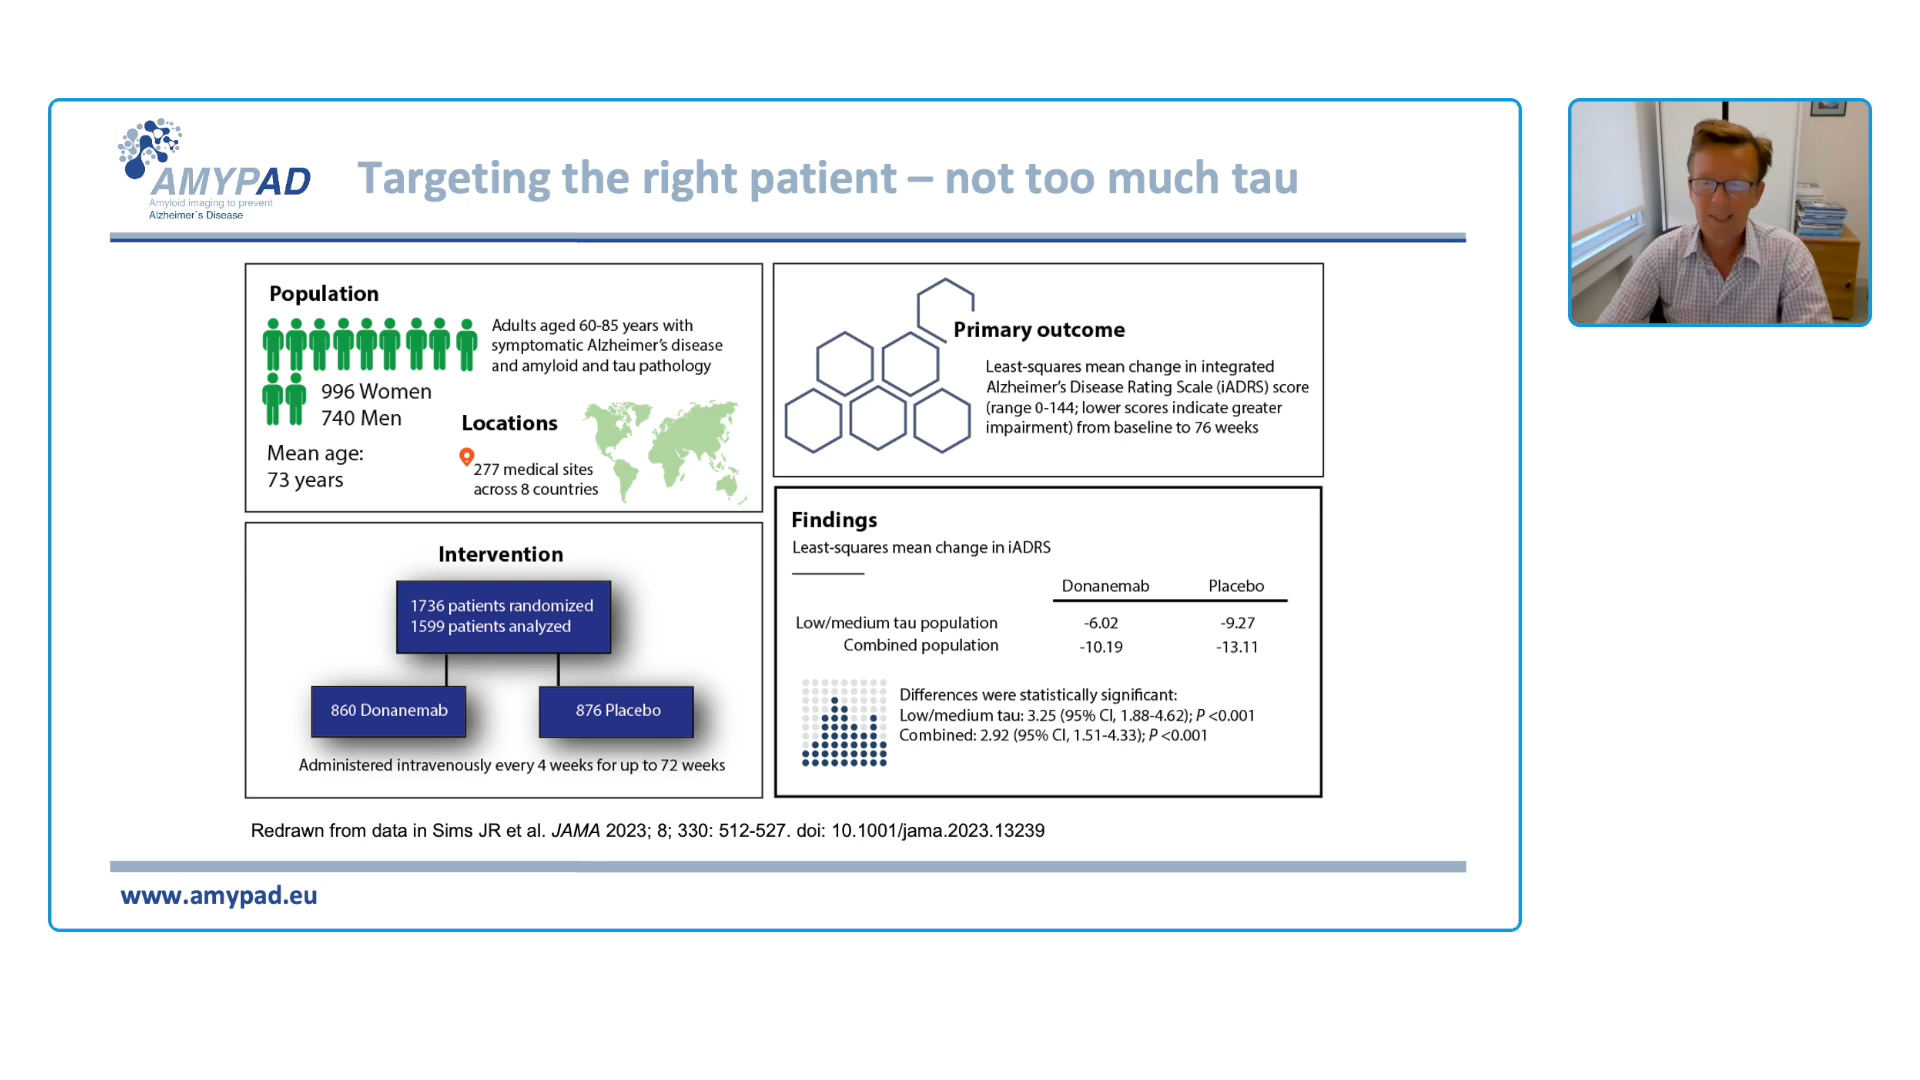 AMYPAD
Amyloid imaging to prevent
Alzheimer´s Disease
Targeting the right patient – not too much tau
Population
Adults aged 60-85 years with
symptomatic Alzheimer's disease
and amyloid and tau pathology
996 Women
740 Men
Mean age:
73 years
Locations
277 medical sites
across 8 countries
Primary outcome
Least-squares mean change in integrated
Alzheimer's Disease Rating Scale (iADRS) score
(range 0-144; lower scores indicate greater
impairment) from baseline to 76 weeks
Intervention
1736 patients randomized
1599 patients analyzed
860 Donanemab
876 Placebo
Administered intravenously every 4 weeks for up to 72 weeks
Findings
Least-squares mean change in iADRS
Donanemab Placebo
Low/medium tau population -6.02 -9.27
Combined population -10.19 -13.11
Differences were statistically significant:
Low/medium tau: 3.25 (95% CI, 1.88-4.62); P <0.001
Combined: 2.92 (95% CI, 1.51-4.33); P <0.001
Redrawn from data in Sims JR et al. JAMA 2023; 8; 330: 512-527. doi: 10.1001/jama.2023.13239
www.amypad.eu